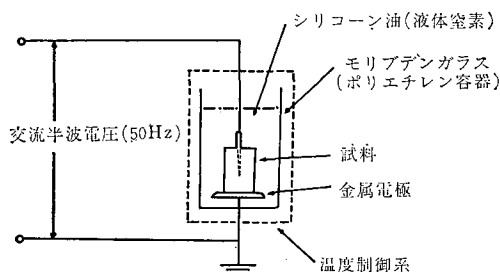 シリコーン油(液体窒素)
モリブデンガラス
(ポリエチレン容器)
交流半波電圧(50Hz)
試料
金属電極
温度制御系